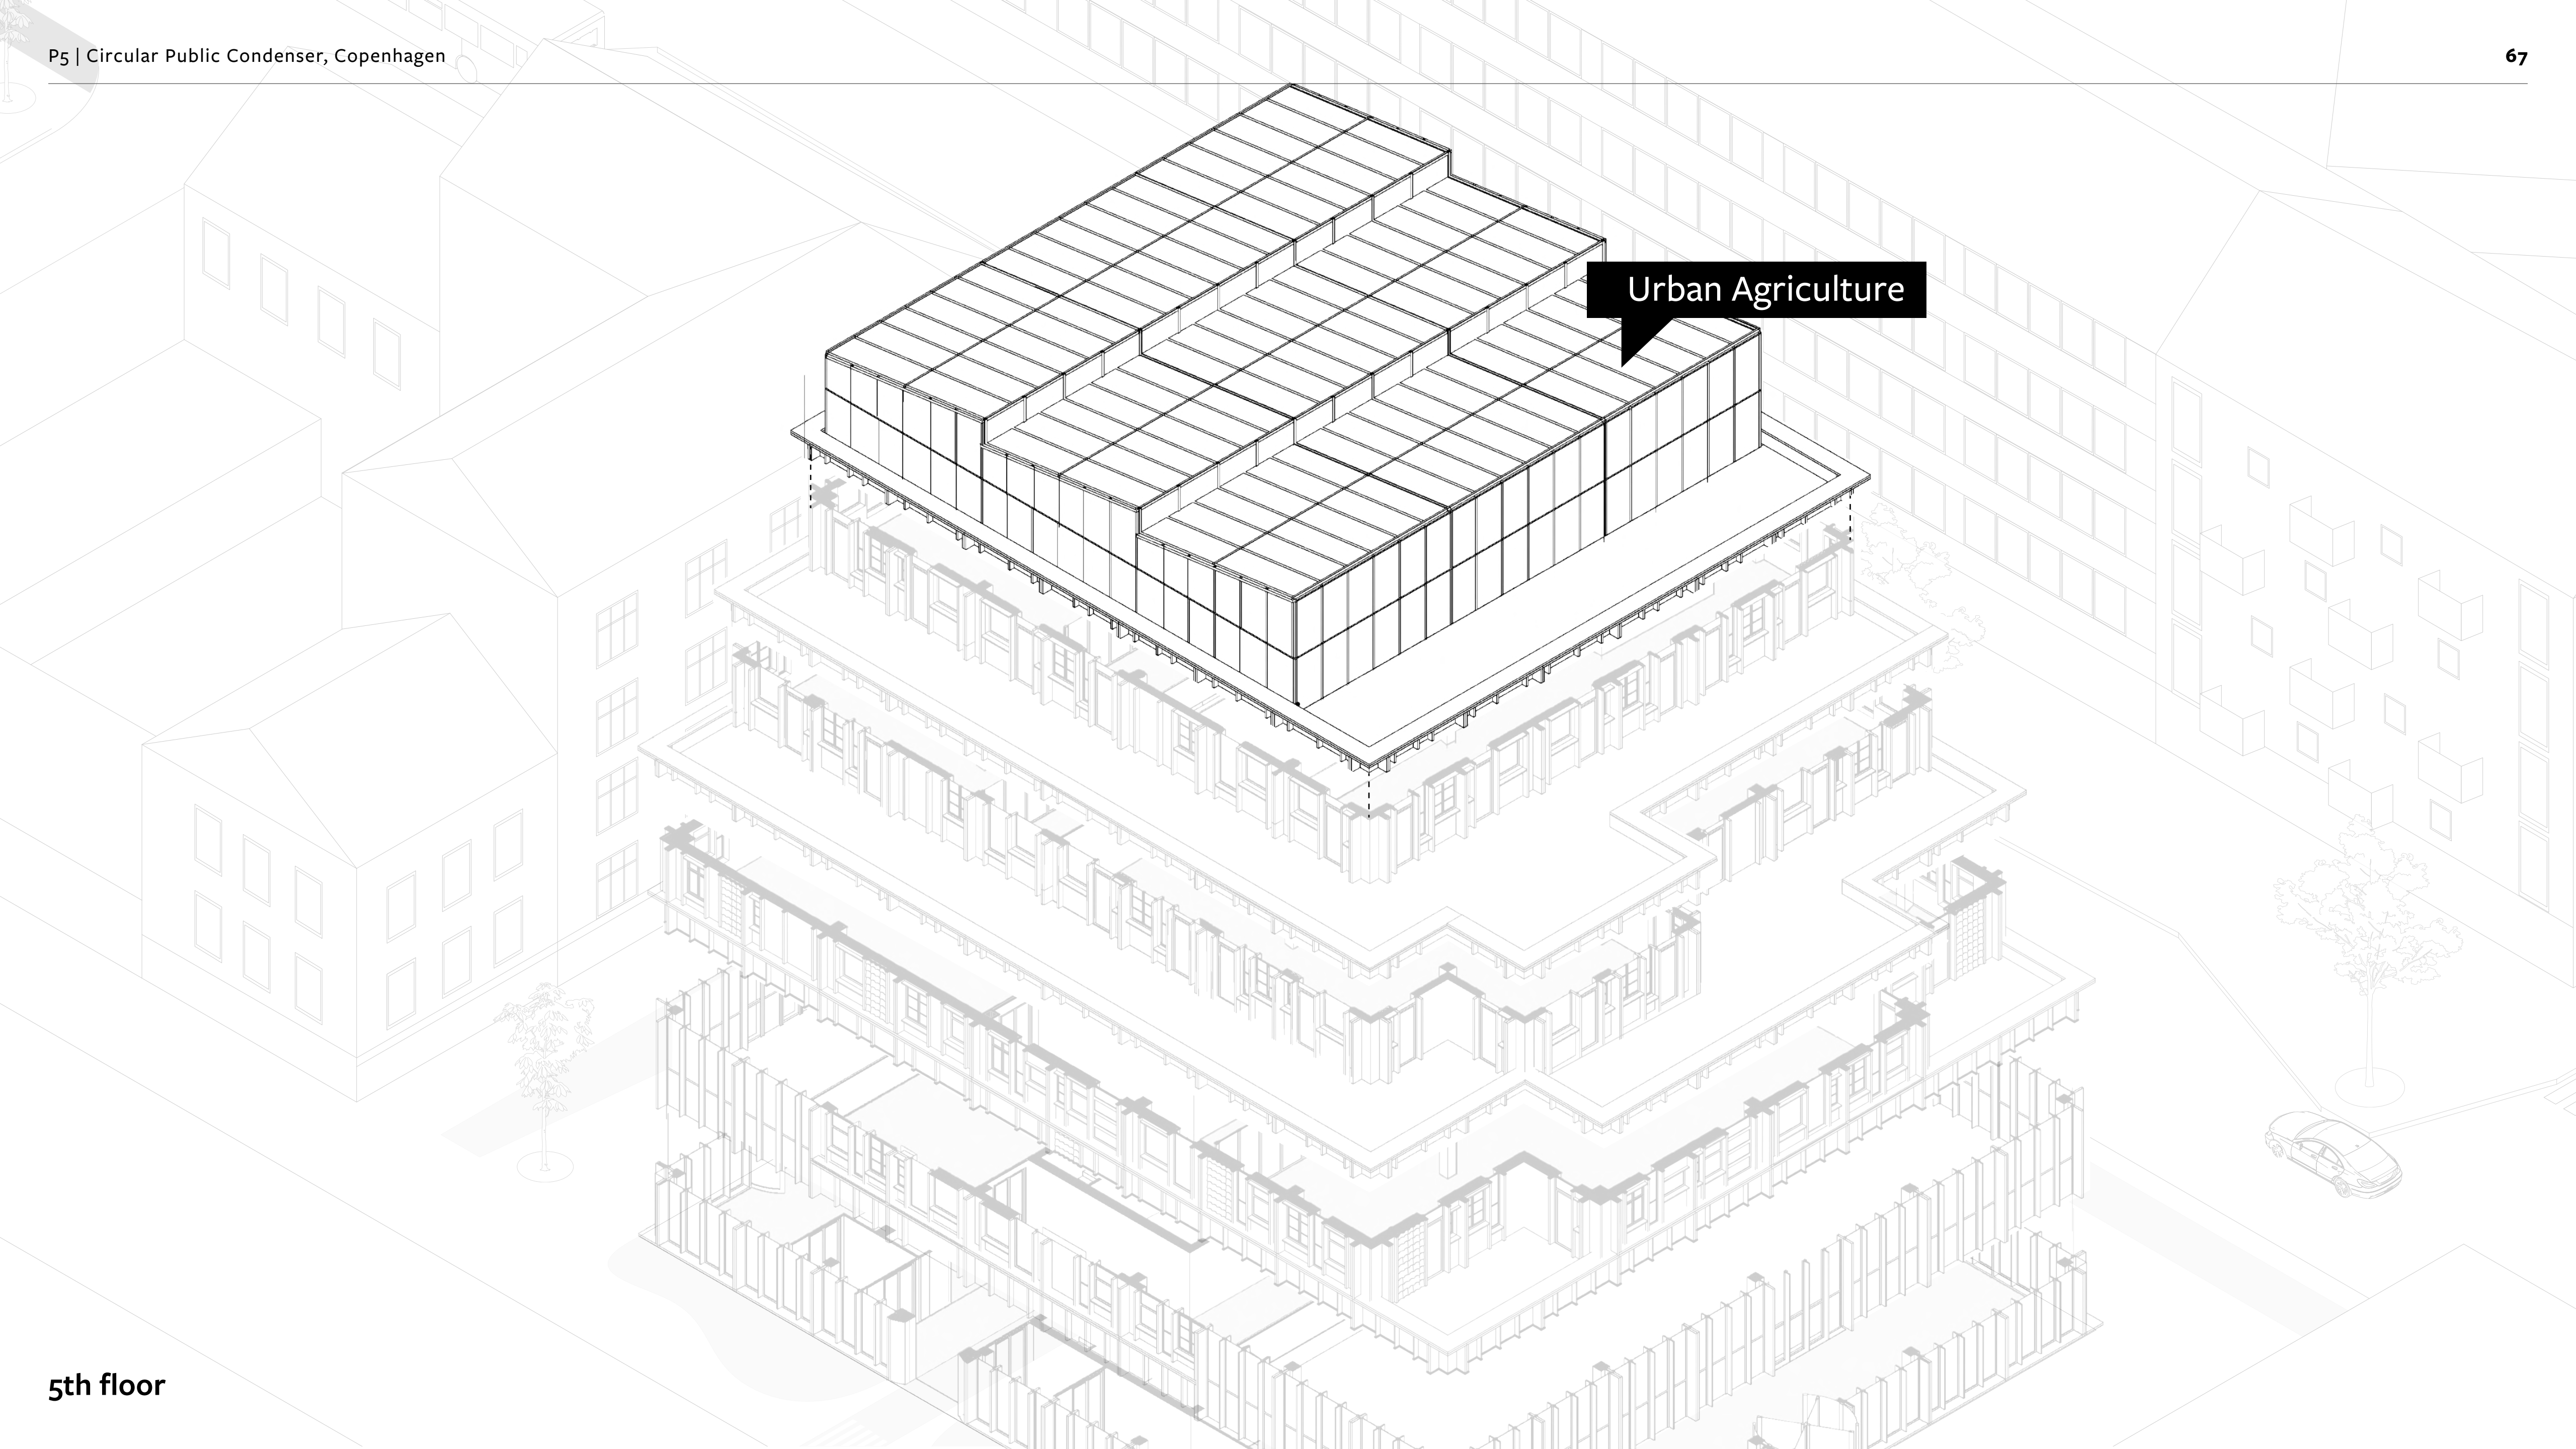 P5 | Circular Public Condenser, Copenhagen
67
Urban Agriculture
5th floor